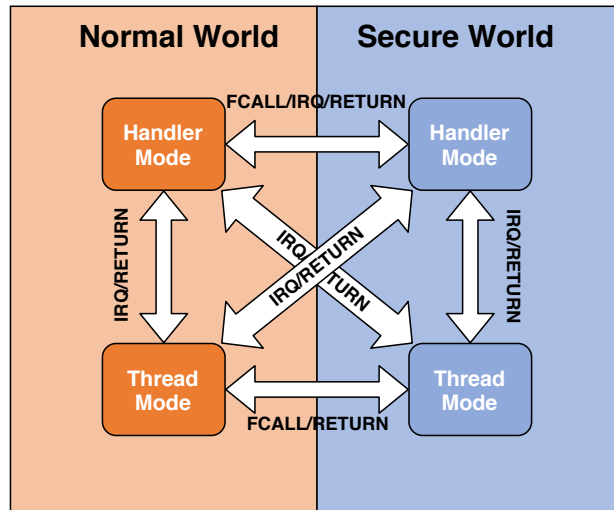 Normal World
Secure World
FCALL/IRQ/RETURN
Handler
Mode
Handler
Mode
IRQ/RETURN
IRQ/RETURN
IRQ/
TURN
IRQ/RETURN
Thread
Mode
Thread
Mode
FCALL/RETURN